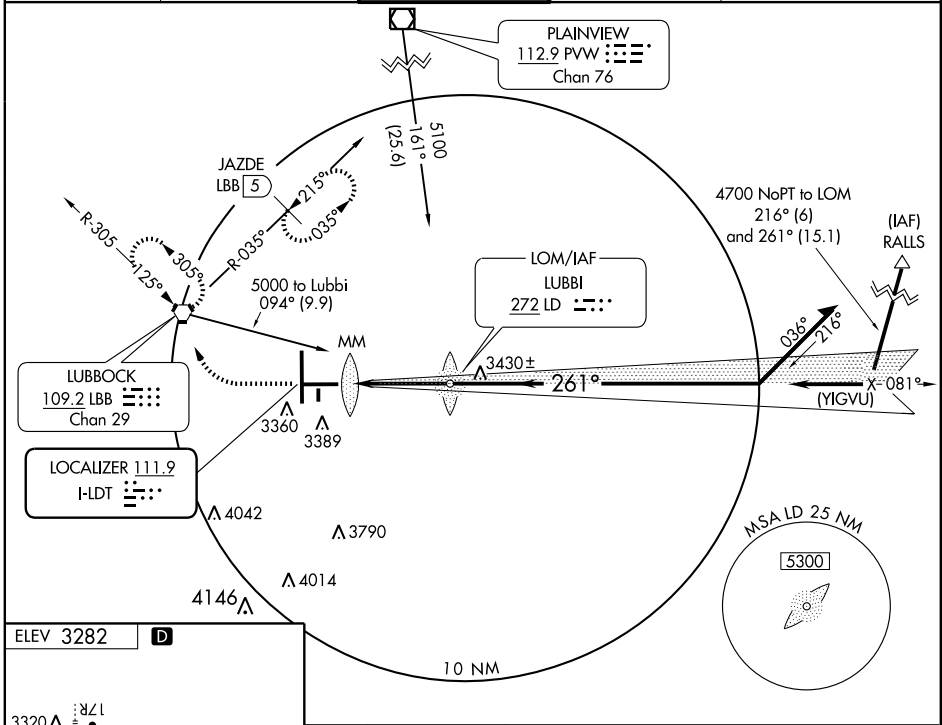 PLAINVIEW
112.9 PVW
Chan 76
5100
161°
(25.6)
JAZDE
LBB 5
215°
035°
R-035°
R-305
305°
125°
5000 to Lubbi
094° (9.9)
4700 NoPT to LOM
216° (6)
and 261° (15.1)
(IAF)
RALLS
LOM/IAF
LUBBI
272 LD
036°
216°
MM
3430±
261°
X-081°
(YIGVU)
LUBBOCK
109.2 LBB
Chan 29
3360
3389
LOCALIZER 111.9
I-LDT
4042
3790
4014
4146
MSA LD 25 NM
5300
10 NM
ELEV 3282 D
17R
3320